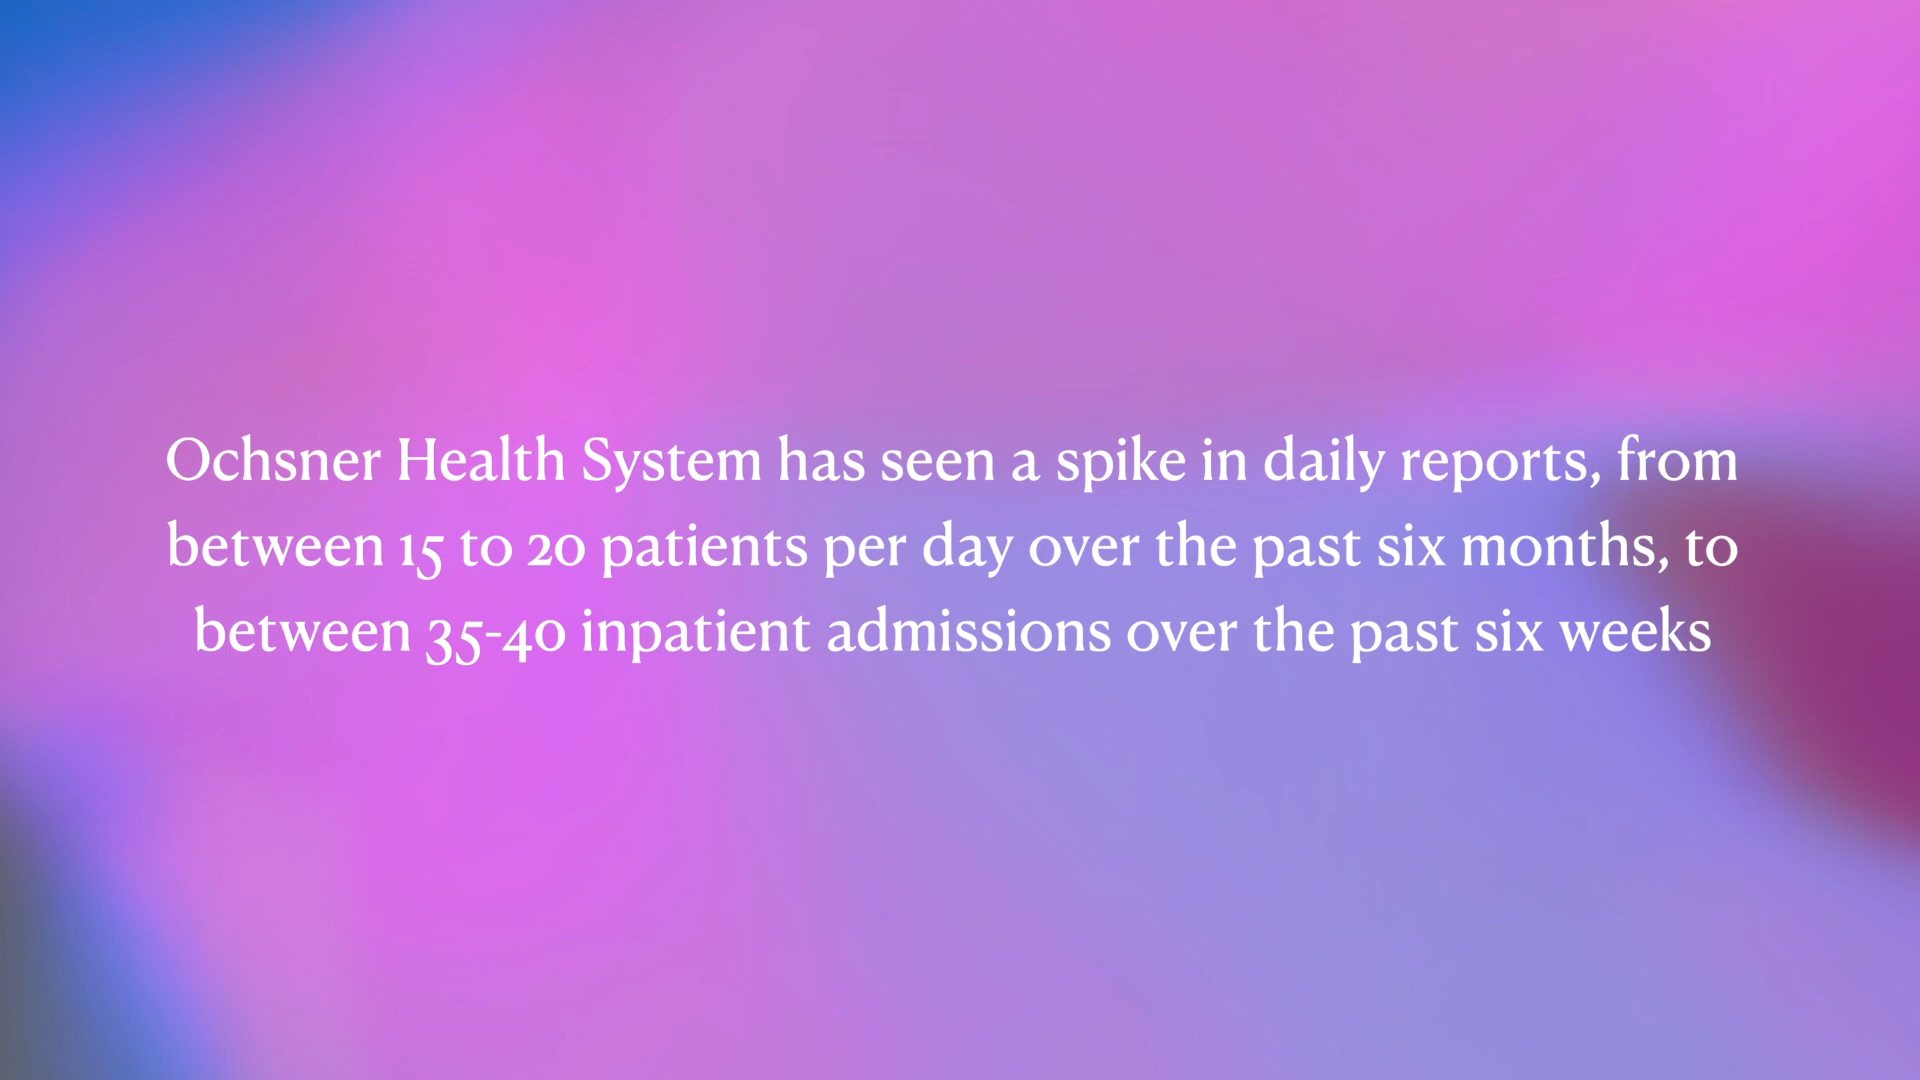 Ochsner Health System has seen a spike in daily reports, from
between 15 to 20 patients per day over the past six months, to
between 35-40 inpatient admissions over the past six weeks